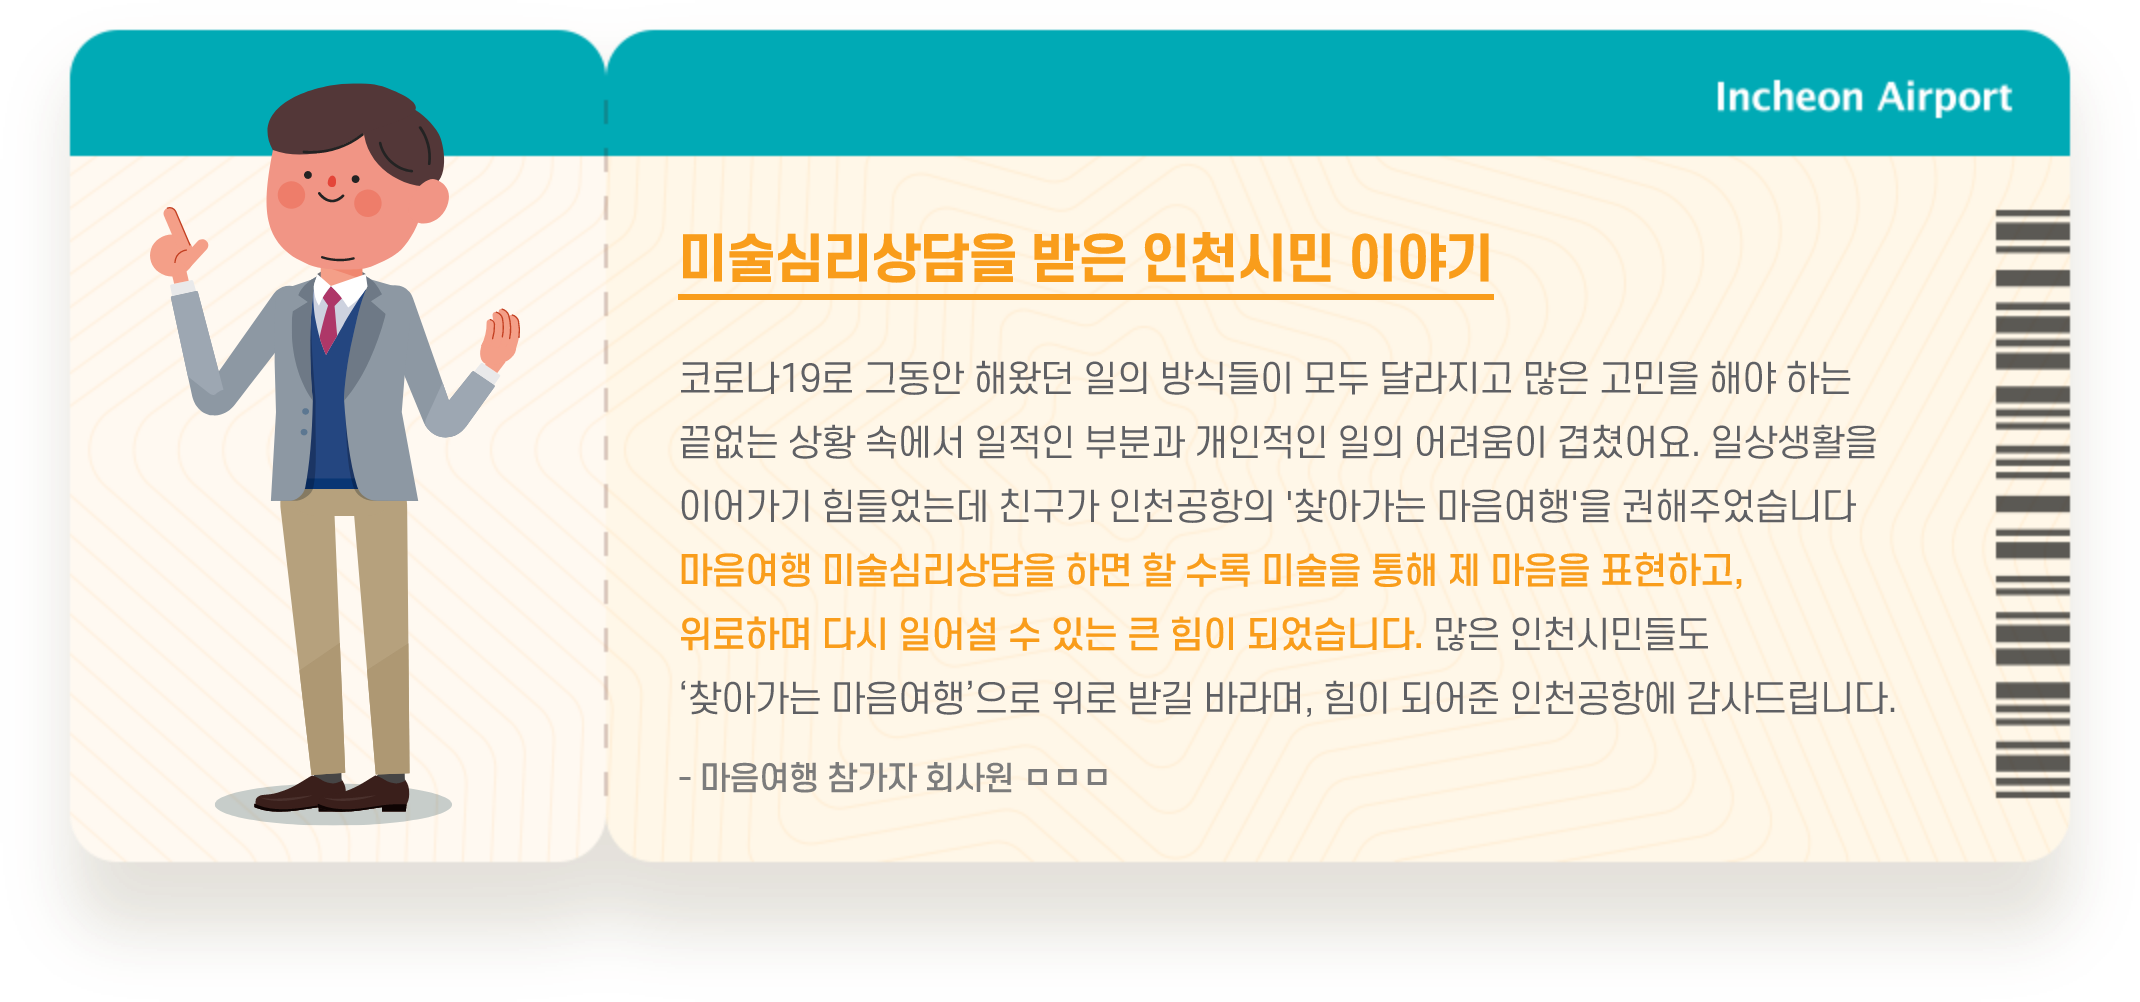 Incheon Airport
미술심리상담을 받은 인천시민 이야기
코로나19로 그동안 해왔던 일의 방식들이 모두 달라지고 많은 고민을 해야 하는
끝없는 상황 속에서 일적인 부분과 개인적인 일의 어려움이 겹쳤어요. 일상생활을
이어가기 힘들었는데 친구가 인천공항의 '찾아가는 마음여행'을 권해주었습니다
마음여행 미술심리상담을 하면 할 수록 미술을 통해 제 마음을 표현하고,
위로하며 다시 일어설 수 있는 큰 힘이 되었습니다. 많은 인천시민들도
‘찾아가는 마음여행’으로 위로 받길 바라며, 힘이 되어준 인천공항에 감사드립니다.
- 마음여행 참가자 회사원 ㅁㅁㅁ